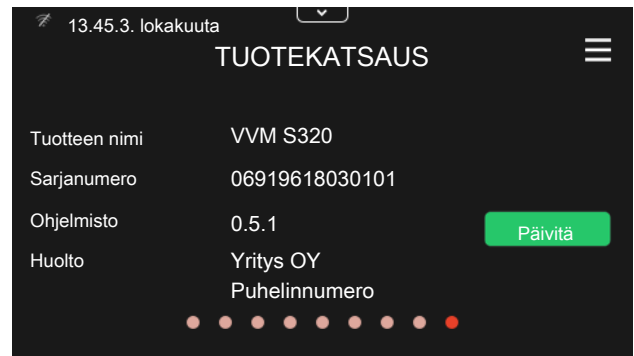 13.45.3. lokakuuta
TUOTEKATSAUS
Tuotteen nimi VVM S320
Sarjanumero 06919618030101
Ohjelmisto 0.5.1 Päivitä
Huolto Yritys OY
Puhelinnumero